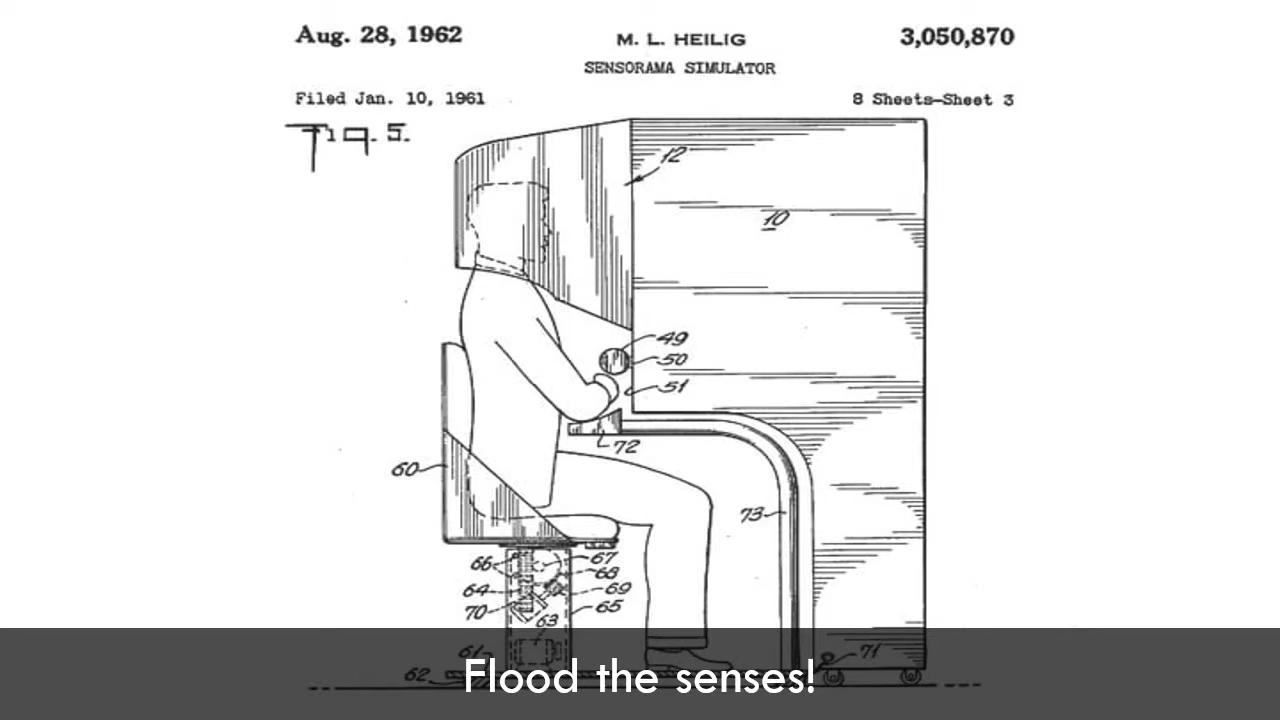 Aug. 28, 1962
M. L. HEILIG
3,050,870
SENSORAMA SIMULATOR
Filed Jan. 10, 1961
8 Sheets-Sheet 3
Fig. 5.
12
10
49
50
51
72
60
73
66
67
68
64
69
70
65
63
61
71
62
Flood the senses!